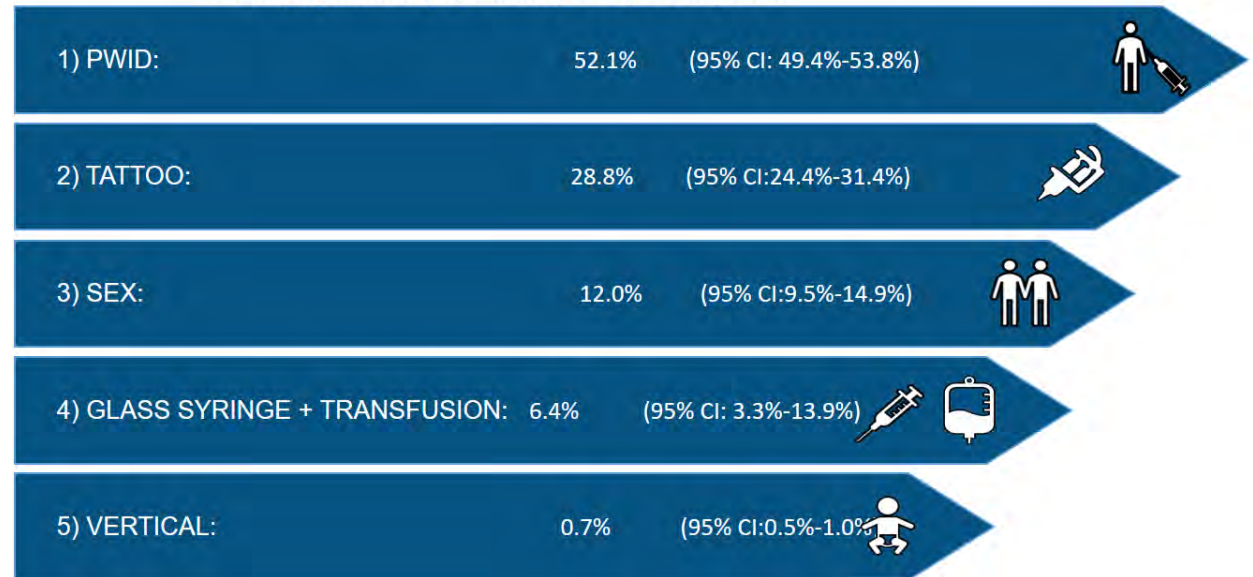 1) PWID: 52.1% (95% CI: 49.4%-53.8%)
2) TATTOO: 28.8% (95% CI:24.4%-31.4%)
3) SEX: 12.0% (95% CI:9.5%-14.9%)
4) GLASS SYRINGE + TRANSFUSION: 6.4% (95% CI: 3.3%-13.9%)
5) VERTICAL: 0.7% (95% CI:0.5%-1.0%